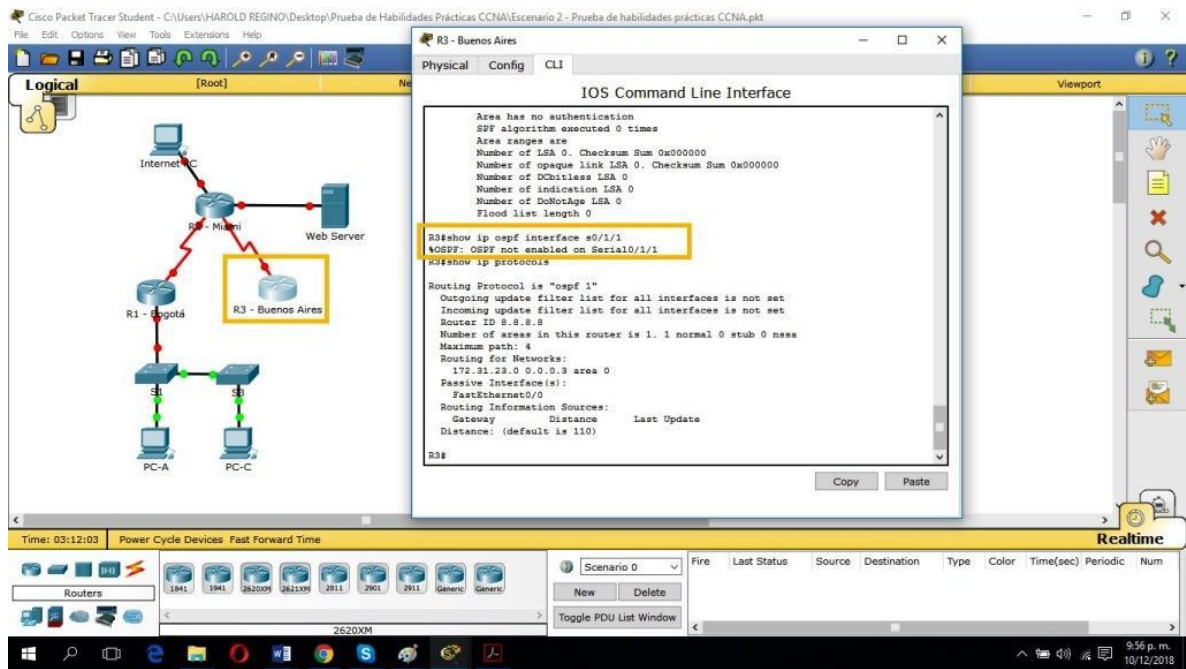 Cisco Packet Tracer Student - C:\Users\HAROLD REGINO\Desktop\Prueba de Habilidades Prácticas CCNA\Escenario 2 - Prueba de habilidades prácticas CCNA.pkt
File Edit Options View Tools Extensions Help
Logical
[Root]
Ne
Viewport
Internet PC
R2 - Miami
Web Server
R1 - Bogotá
R3 - Buenos Aires
S1
S3
PC-A
PC-C
R3 - Buenos Aires
Physical Config CLI
IOS Command Line Interface
Area has no authentication
SPF algorithm executed 0 times
Area ranges are
Number of LSA 0. Checksum Sum 0x000000
Number of opaque link LSA 0. Checksum Sum 0x000000
Number of DCbitless LSA 0
Number of indication LSA 0
Number of DoNotAge LSA 0
Flood list length 0
R3#show ip ospf interface s0/1/1
%OSPF: OSPF not enabled on Serial0/1/1
R3#show ip protocols
Routing Protocol is "ospf 1"
Outgoing update filter list for all interfaces is not set
Incoming update filter list for all interfaces is not set
Router ID 8.8.8.8
Number of areas in this router is 1. 1 normal 0 stub 0 nssa
Maximum path: 4
Routing for Networks:
172.31.23.0 0.0.0.3 area 0
Passive Interface(s):
FastEthernet0/0
Routing Information Sources:
Gateway Distance Last Update
Distance: (default is 110)
R3#
Copy Paste
Time: 03:12:03 Power Cycle Devices Fast Forward Time
Realtime
Routers
1841 1941 2620XM 2621XM 2811 2901 2911 Generic Generic
2620XM
Scenario 0
New Delete
Toggle PDU List Window
Fire Last Status Source Destination Type Color Time(sec) Periodic Num
9:56 p. m.
10/12/2018